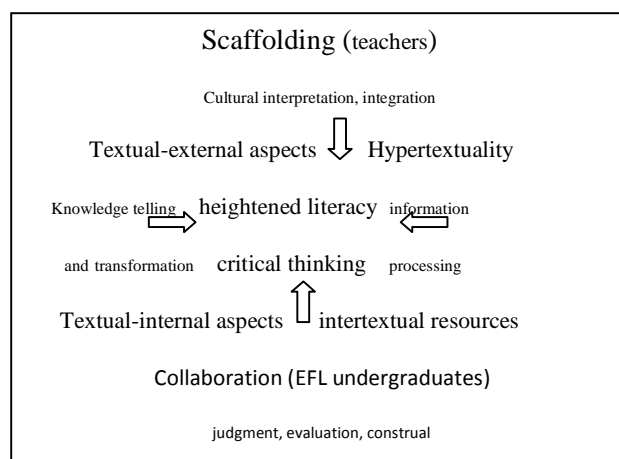 Scaffolding (teachers)
Cultural interpretation, integration
Textual-external aspects Hypertextuality
Knowledge telling heightened literacy information
and transformation critical thinking processing
Textual-internal aspects intertextual resources
Collaboration (EFL undergraduates)
judgment, evaluation, construal